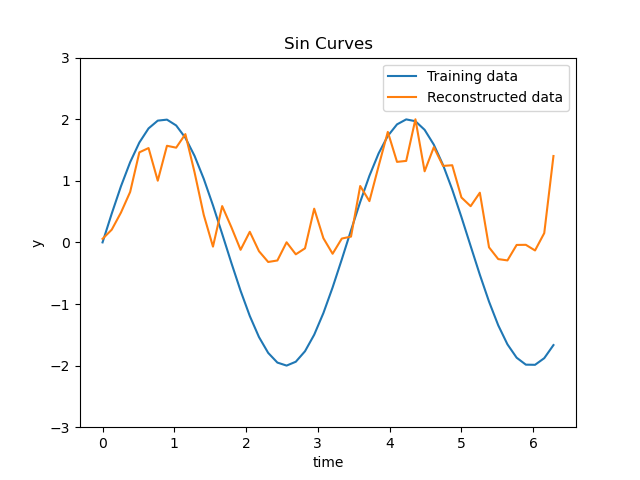 Sin Curves
Training data
Reconstructed data
3
2
1
0
−1
−2
−3
y
0 1 2 3 4 5 6
time